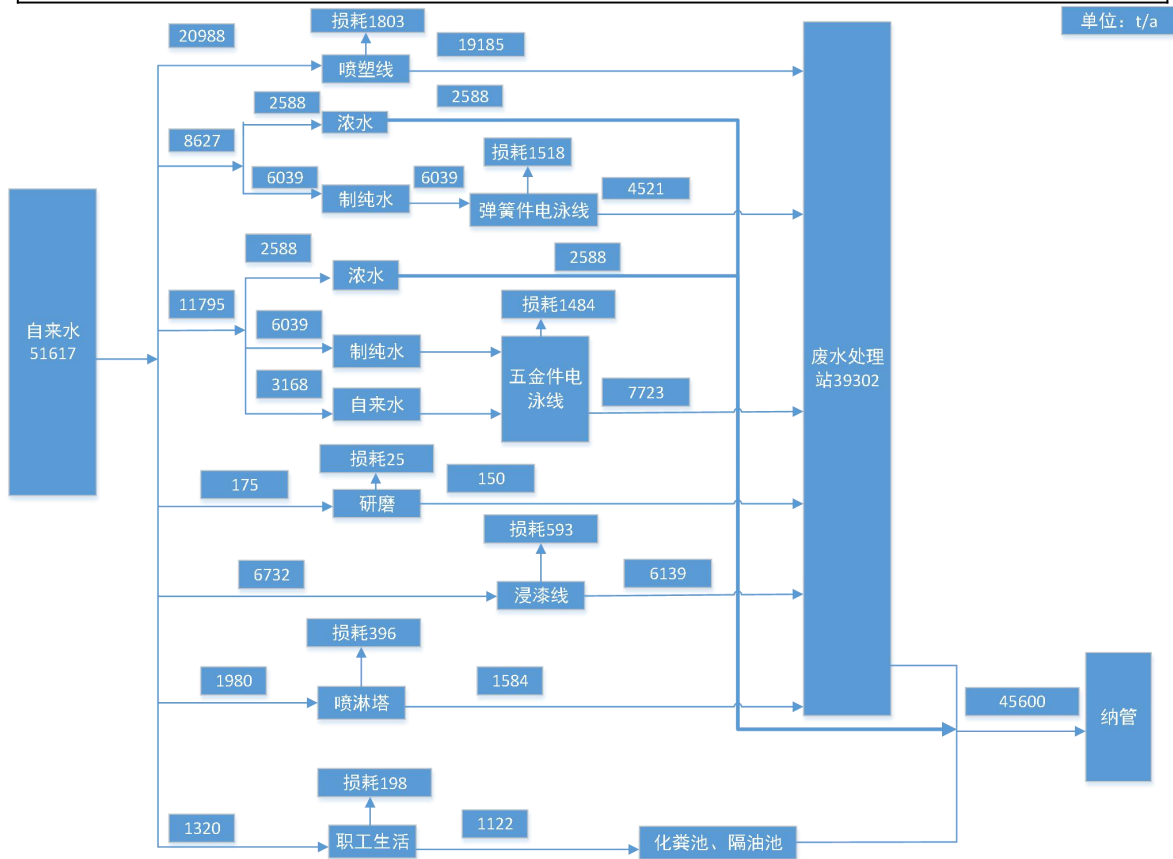 单位：t/a
损耗1803
20988
19185
喷塑线
2588
2588
浓水
8627
损耗1518
6039
6039
4521
制纯水
弹簧件电泳线
2588
2588
浓水
11795
损耗1484
6039
制纯水
自来水
51617
五金件电
泳线
废水处理
站39302
3168
7723
自来水
损耗25
175
150
研磨
损耗593
6732
6139
浸漆线
损耗396
1980
1584
喷淋塔
45600
纳管
损耗198
1320
1122
职工生活
化粪池、隔油池